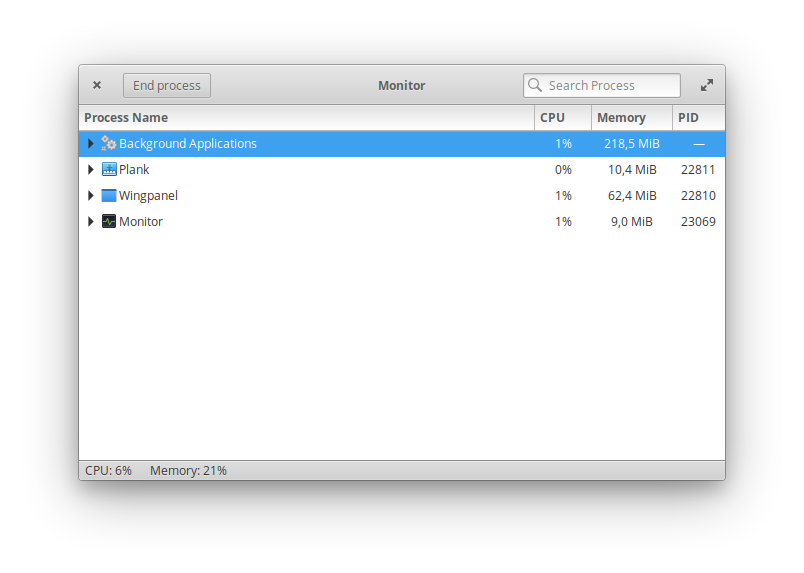 End process Monitor Search Process
Process Name CPU Memory PID
Background Applications 1% 218,5 MiB —
Plank 0% 10,4 MiB 22811
Wingpanel 1% 62,4 MiB 22810
Monitor 1% 9,0 MiB 23069
CPU: 6% Memory: 21%